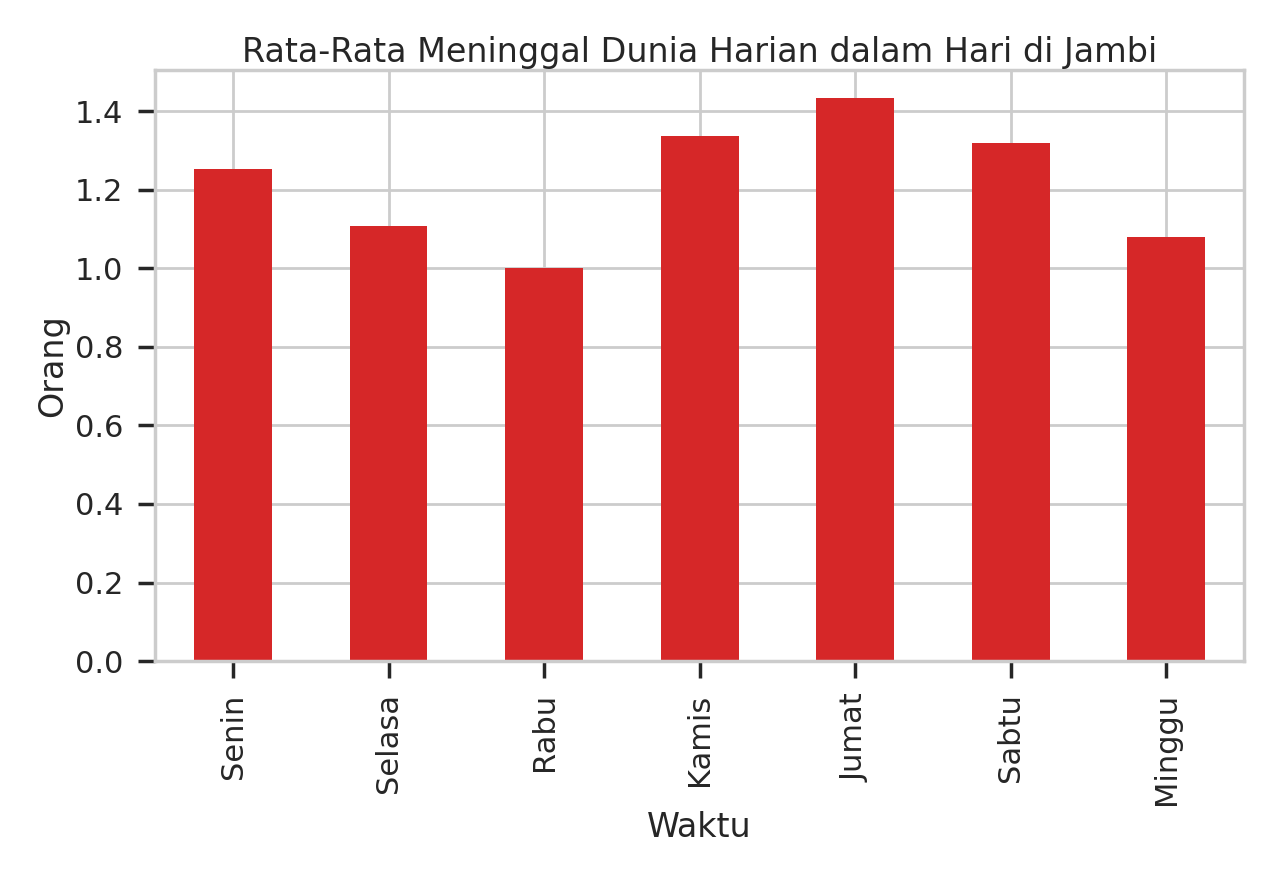 Rata-Rata Meninggal Dunia Harian dalam Hari di Jambi
1.4
1.2
1.0
0.8
0.6
0.4
0.2
0.0
Orang
Senin
Selasa
Rabu
Kamis
Jumat
Sabtu
Minggu
Waktu